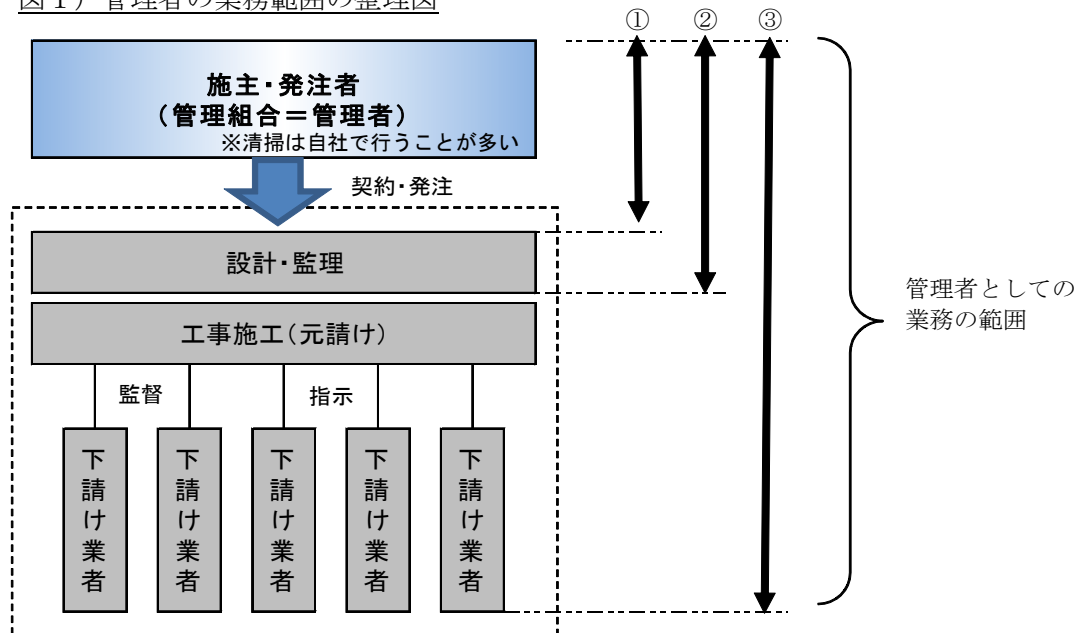 図１）管理者の業務範囲の整理図
① ② ③
施主・発注者
（管理組合＝管理者）
※清掃は自社で行うことが多い
契約・発注
設計・監理
工事施工（元請け）
監督
指示
下請け業者
下請け業者
下請け業者
下請け業者
下請け業者
管理者としての
業務の範囲